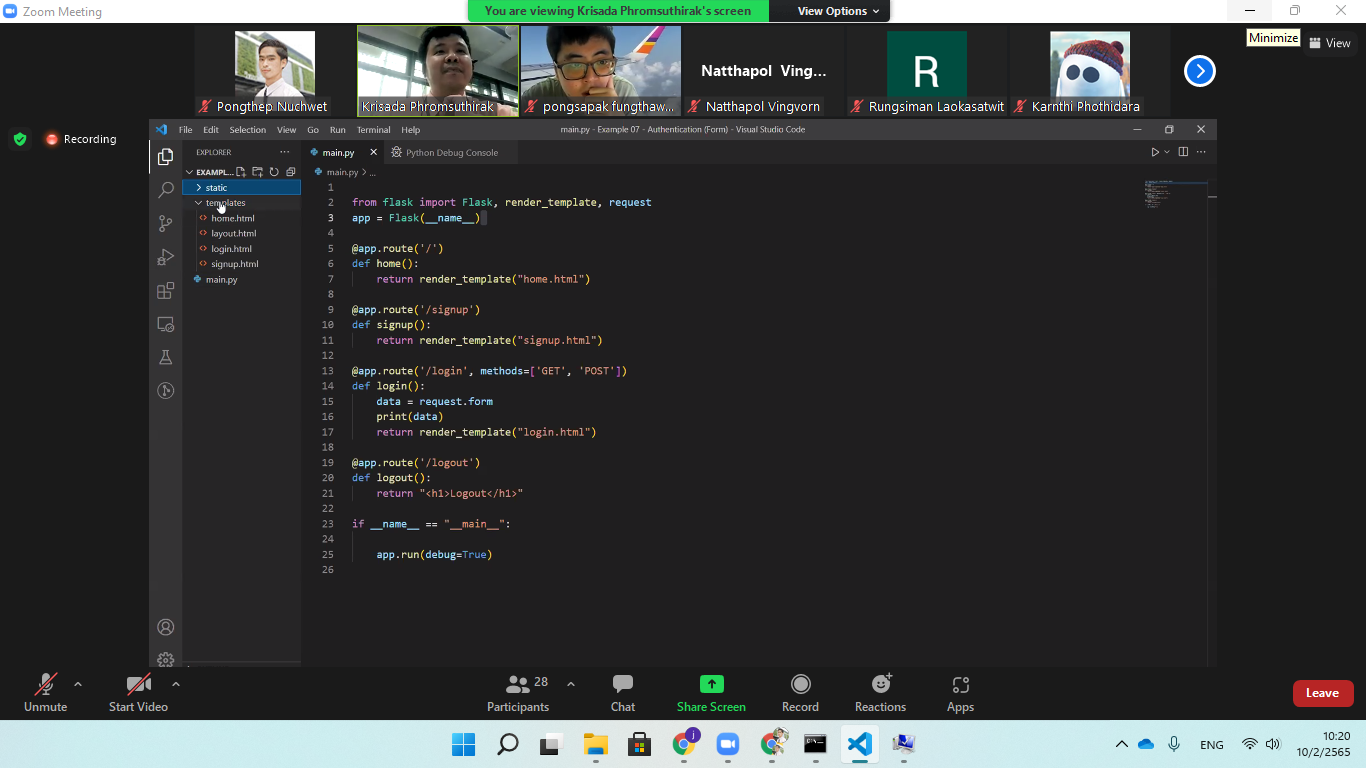 Zoom Meeting
You are viewing Krisada Phromsuthirak's screen
View Options
Minimize
View
Pongthep Nuchwet
Krisada Phromsuthirak
pongsapak fungthaw...
Natthapol Ving...
Natthapol Vingvorn
R
Rungsiman Laokasatwit
Karnthi Phothidara
Recording
File Edit Selection View Go Run Terminal Help
main.py - Example 07 - Authentication (Form) - Visual Studio Code
EXPLORER
EXAMPL...
static
templates
home.html
layout.html
login.html
signup.html
main.py
main.py
Python Debug Console
main.py > ...
1
2 from flask import Flask, render_template, request
3 app = Flask(__name__)
4
5 @app.route('/')
6 def home():
7 return render_template("home.html")
8
9 @app.route('/signup')
10 def signup():
11 return render_template("signup.html")
12
13 @app.route('/login', methods=['GET', 'POST'])
14 def login():
15 data = request.form
16 print(data)
17 return render_template("login.html")
18
19 @app.route('/logout')
20 def logout():
21 return "<h1>Logout</h1>"
22
23 if __name__ == "__main__":
24
25 app.run(debug=True)
26
Unmute
Start Video
28
Participants
Chat
Share Screen
Record
Reactions
Apps
Leave
j
ENG
10:20
10/2/2565